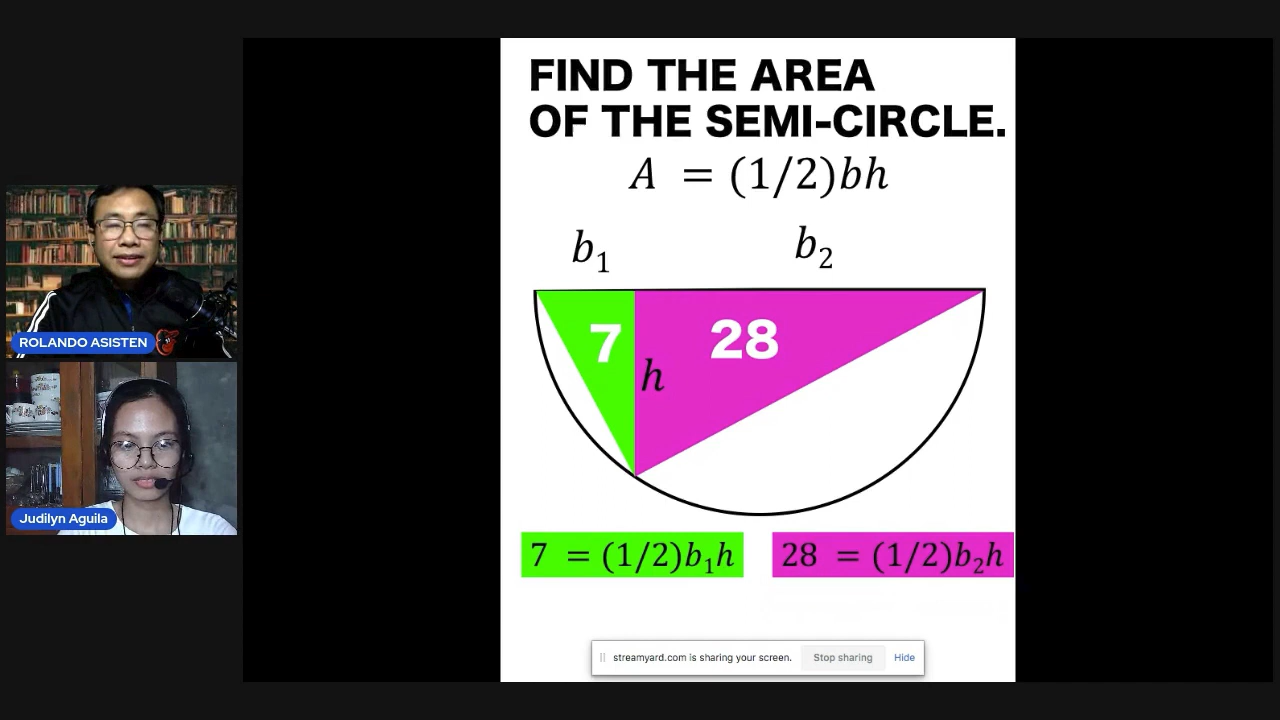 FIND THE AREA
OF THE SEMI-CIRCLE.
A = (1/2)bh
b₁
b₂
7
28
h
ROLANDO ASISTEN
Judilyn Aguila
7 = (1/2)b₁h
28 = (1/2)b₂h
streamyard.com is sharing your screen.
Stop sharing
Hide